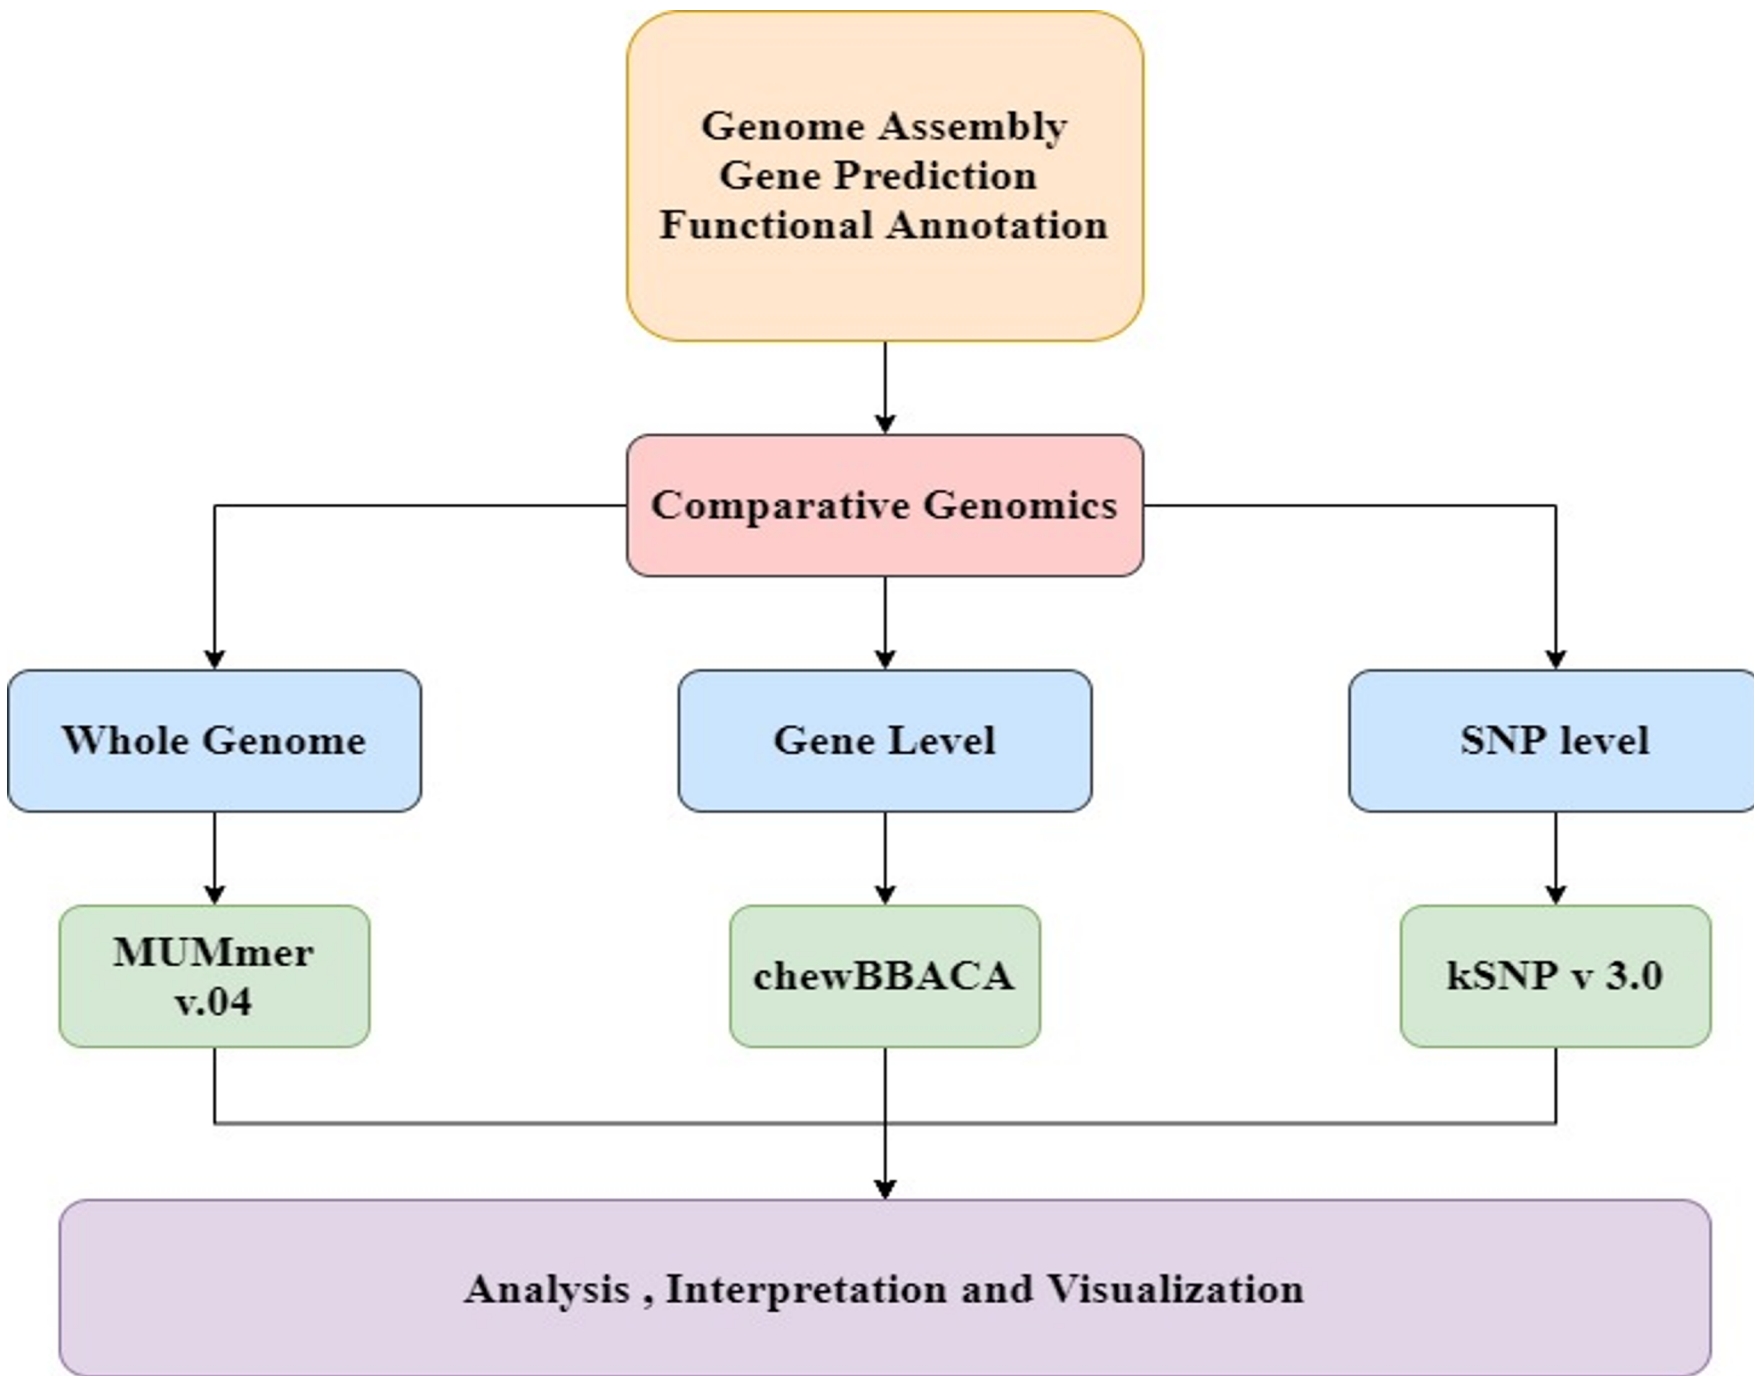 Genome Assembly
Gene Prediction
Functional Annotation
Comparative Genomics
Whole Genome
Gene Level
SNP level
MUMmer
v.04
chewBBACA
kSNP v 3.0
Analysis , Interpretation and Visualization